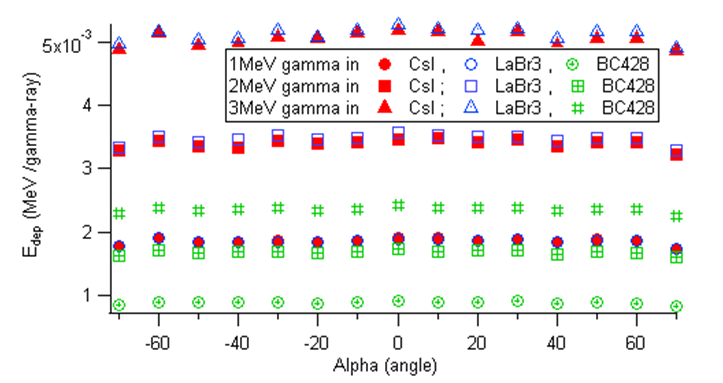 5x10⁻³
4
3
2
1
E_dep (MeV /gamma-ray)
1MeV gamma in CsI , LaBr3 , BC428
2MeV gamma in CsI ; LaBr3 , BC428
3MeV gamma in CsI ; LaBr3 , BC428
-60 -40 -20 0 20 40 60
Alpha (angle)